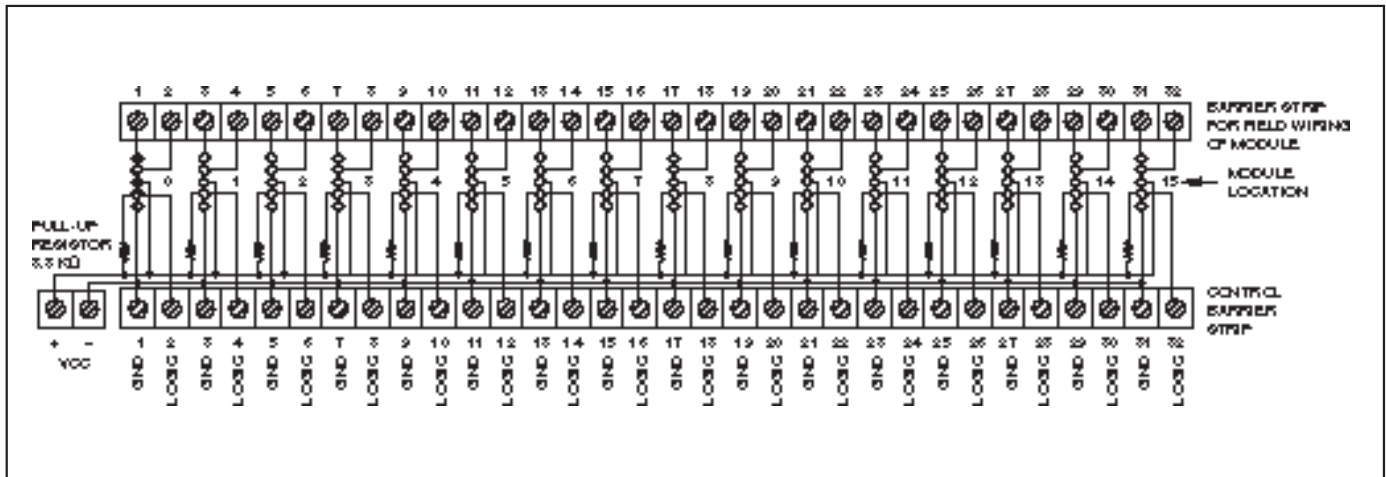 1 2 3 4 5 6 7 8 9 10 11 12 13 14 15 16 17 18 19 20 21 22 23 24 25 26 27 28 29 30 31 32
BARRIER STRIP
FOR FIELD WIRING
OF MODULE
0 1 2 3 4 5 6 7 8 9 10 11 12 13 14 15
MODULE
LOCATION
PULL-UP
RESISTOR
3.3 KΩ
CONTROL
BARRIER
STRIP
+ -
VCC
1 2 3 4 5 6 7 8 9 10 11 12 13 14 15 16 17 18 19 20 21 22 23 24 25 26 27 28 29 30 31 32
GND LOGIC GND LOGIC GND LOGIC GND LOGIC GND LOGIC GND LOGIC GND LOGIC GND LOGIC GND LOGIC GND LOGIC GND LOGIC GND LOGIC GND LOGIC GND LOGIC GND LOGIC GND LOGIC